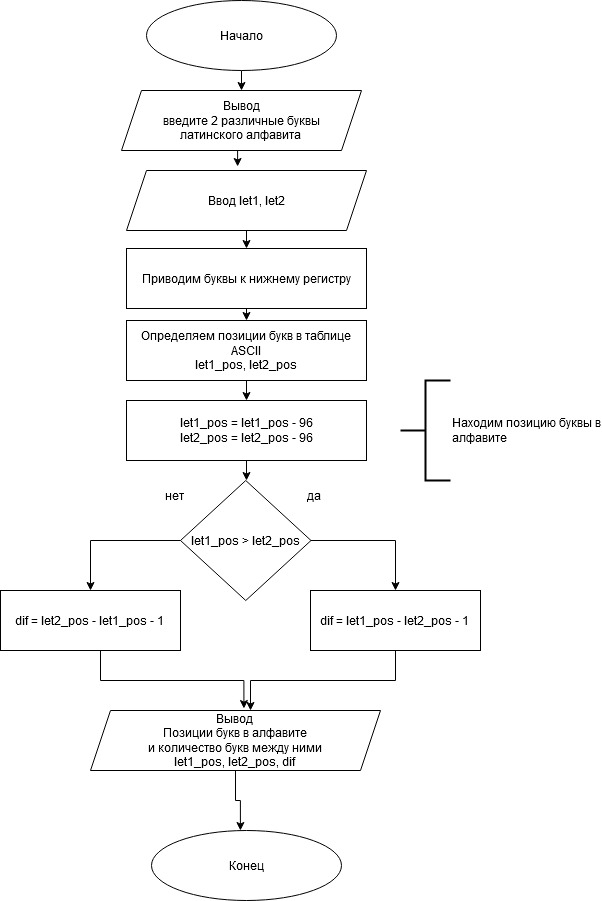 Начало
Вывод
введите 2 различные буквы
латинского алфавита
Ввод let1, let2
Приводим буквы к нижнему регистру
Определяем позиции букв в таблице
ASCII
let1_pos, let2_pos
let1_pos = let1_pos - 96
let2_pos = let2_pos - 96
Находим позицию буквы в
алфавите
нет
да
let1_pos > let2_pos
dif = let2_pos - let1_pos - 1
dif = let1_pos - let2_pos - 1
Вывод
Позиции букв в алфавите
и количество букв между ними
let1_pos, let2_pos, dif
Конец